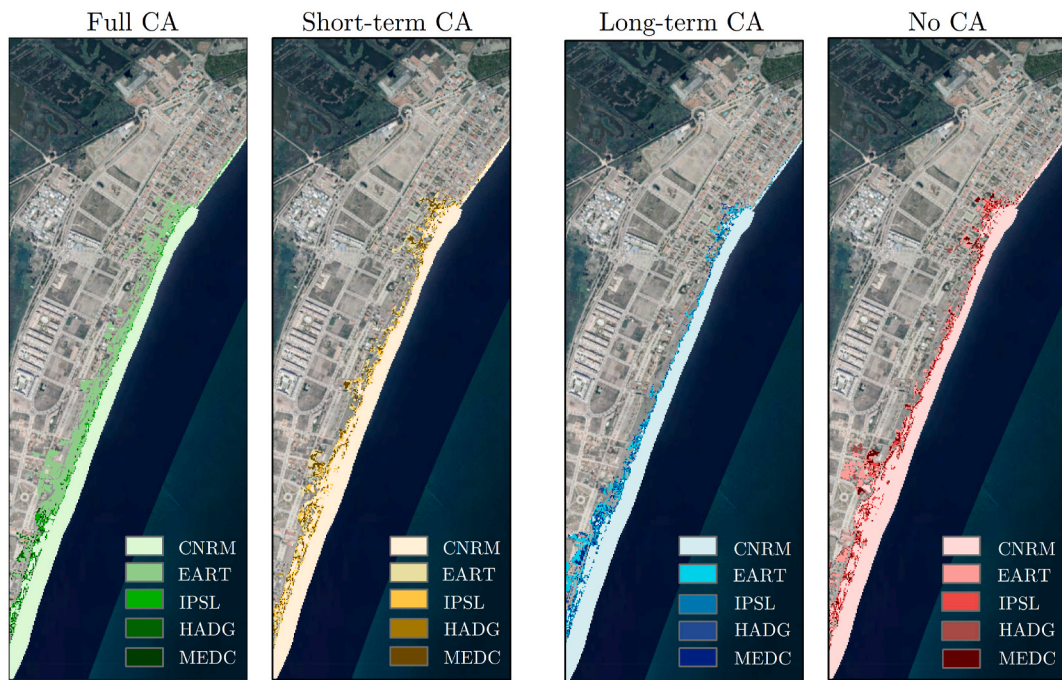 Full CA
Short-term CA
Long-term CA
No CA
CNRM
EART
IPSL
HADG
MEDC
CNRM
EART
IPSL
HADG
MEDC
CNRM
EART
IPSL
HADG
MEDC
CNRM
EART
IPSL
HADG
MEDC